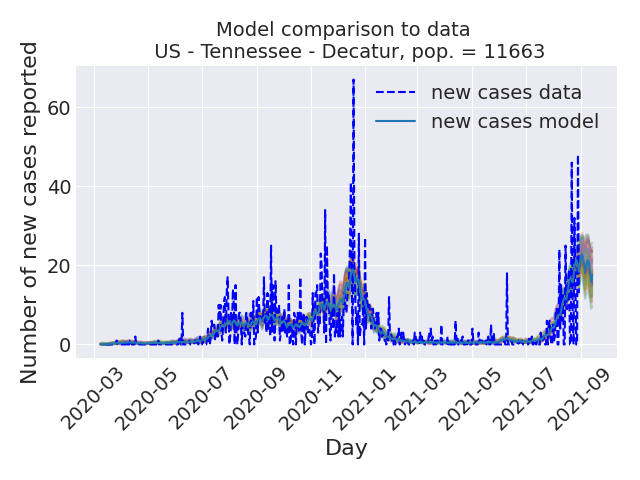 Model comparison to data
US - Tennessee - Decatur, pop. = 11663
Number of new cases reported
60
40
20
0
new cases data
new cases model
2020-03
2020-05
2020-07
2020-09
2020-11
2021-01
2021-03
2021-05
2021-07
2021-09
Day